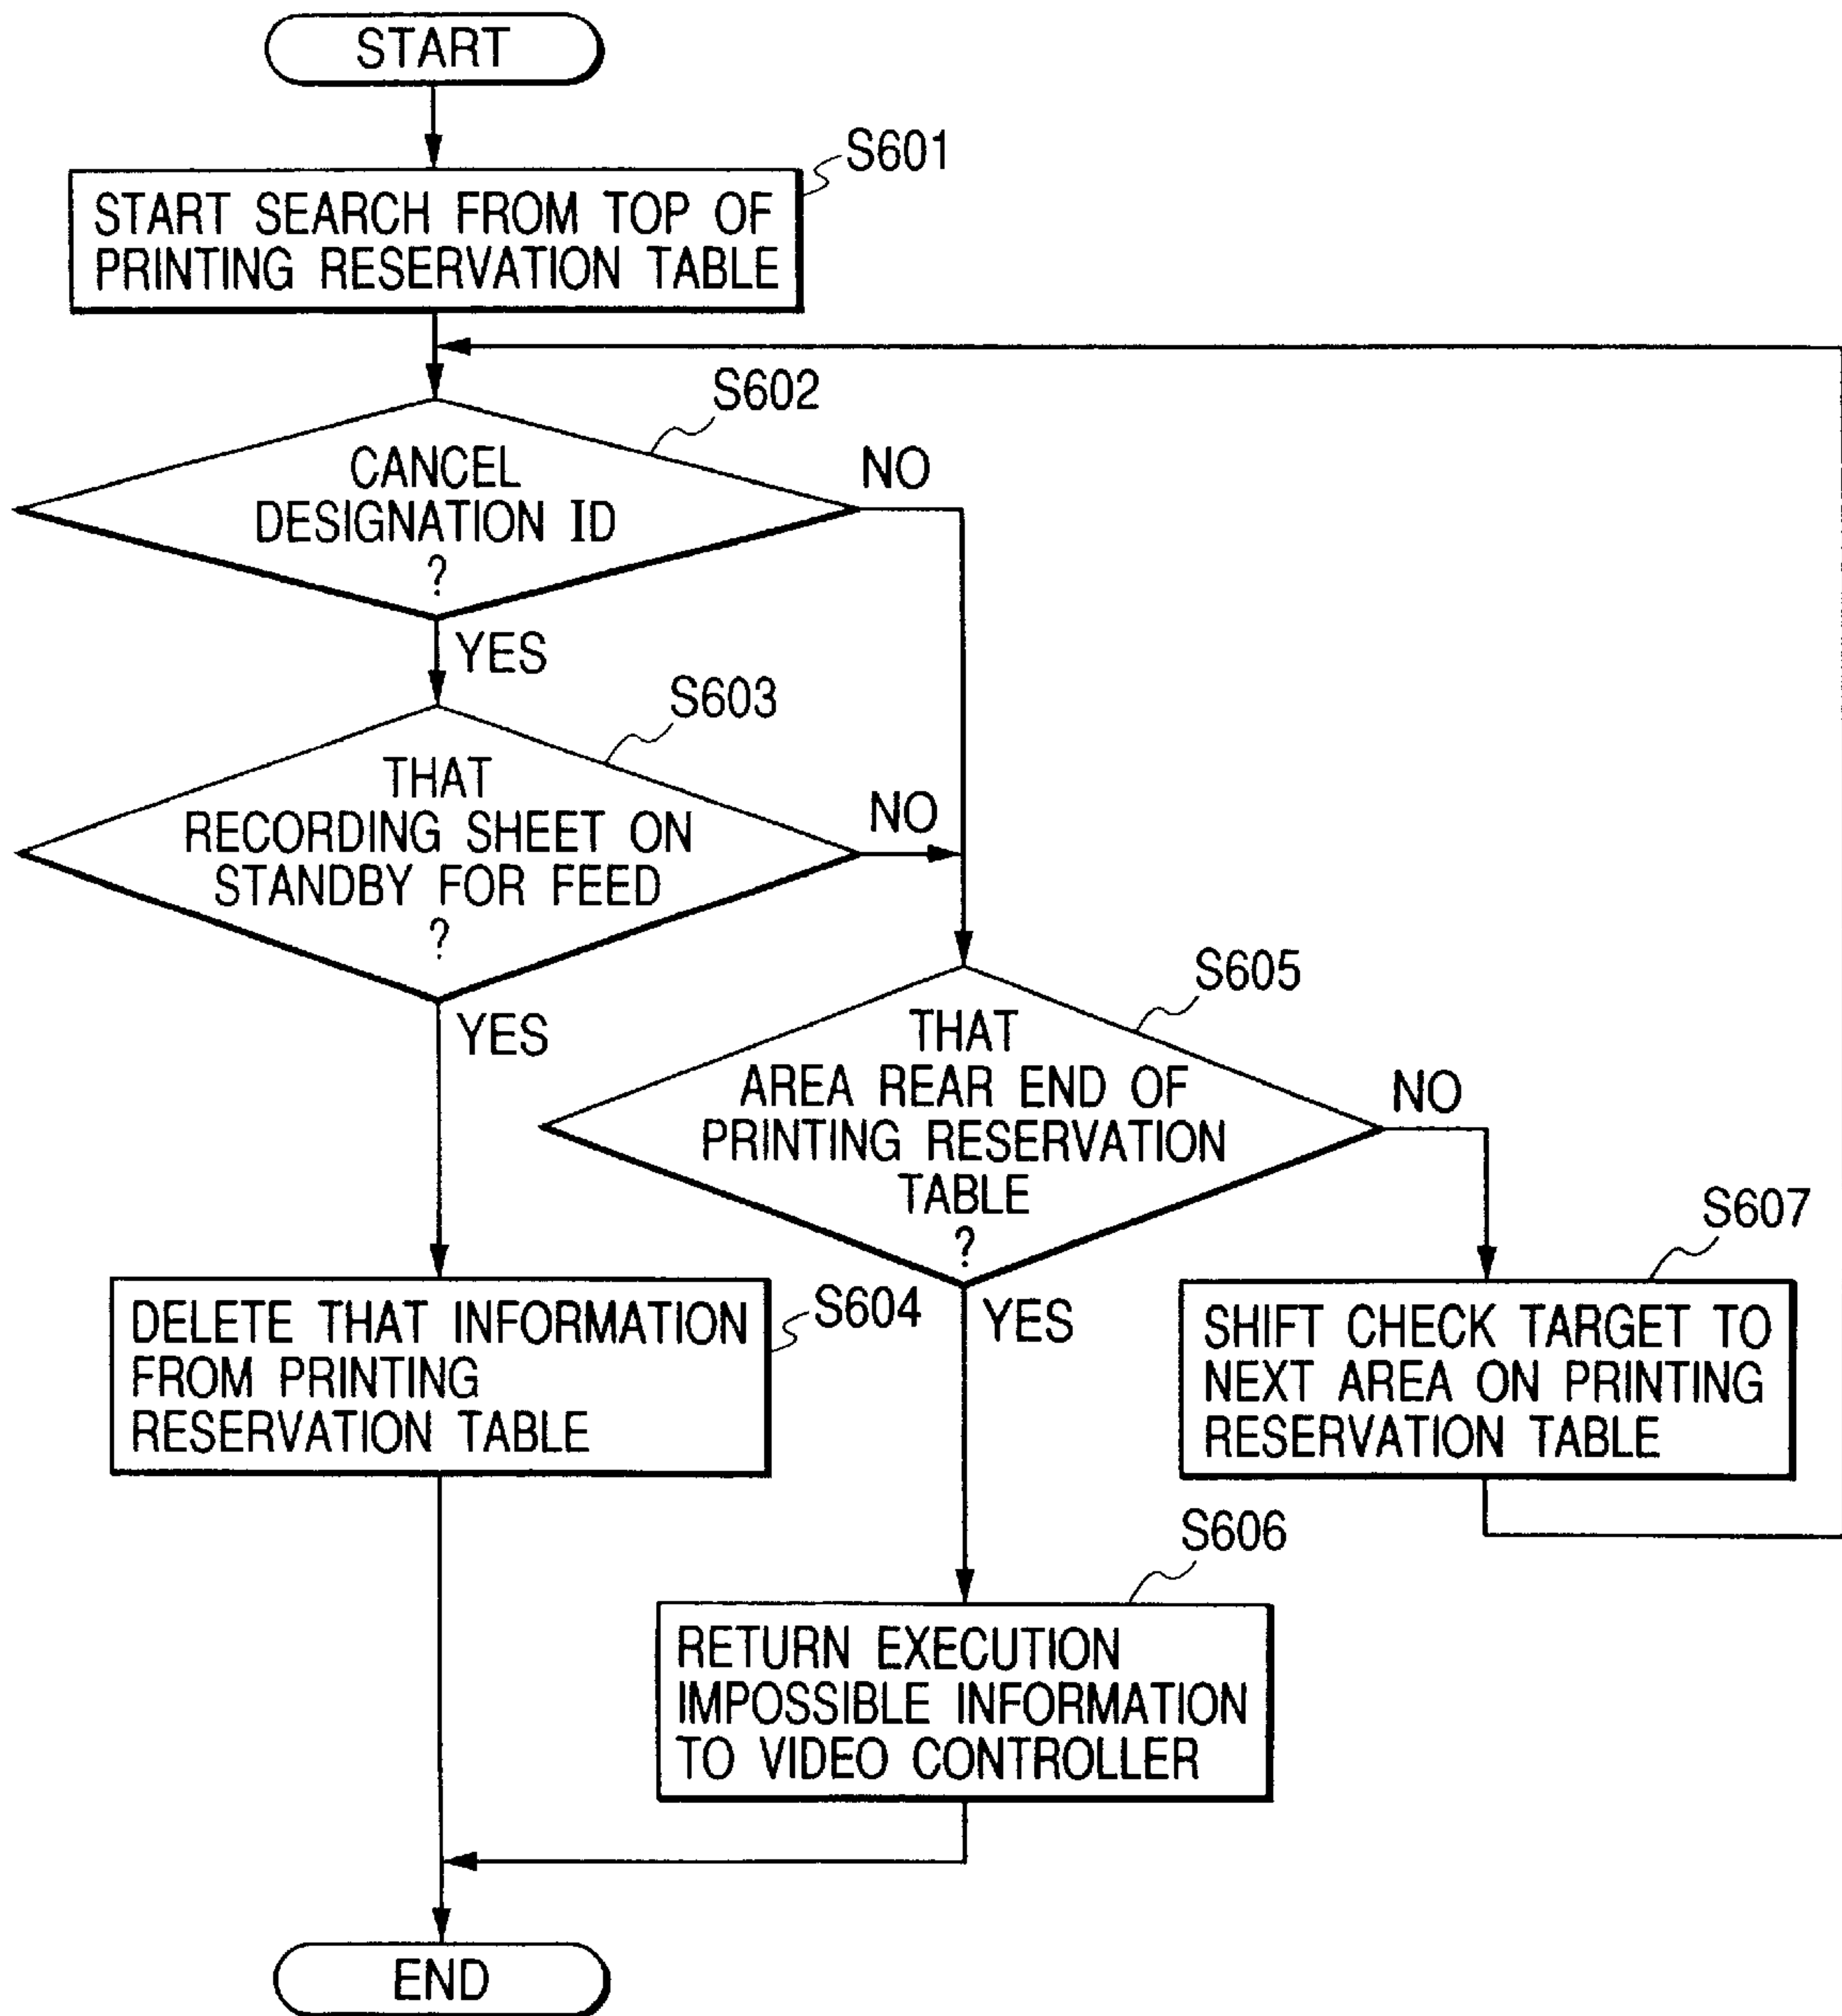 START
S601
START SEARCH FROM TOP OF
PRINTING RESERVATION TABLE
S602
CANCEL
DESIGNATION ID
?
NO
YES
S603
THAT
RECORDING SHEET ON
STANDBY FOR FEED
?
NO
YES
S605
THAT
AREA REAR END OF
PRINTING RESERVATION
TABLE
?
NO
YES
S604
DELETE THAT INFORMATION
FROM PRINTING
RESERVATION TABLE
S607
SHIFT CHECK TARGET TO
NEXT AREA ON PRINTING
RESERVATION TABLE
S606
RETURN EXECUTION
IMPOSSIBLE INFORMATION
TO VIDEO CONTROLLER
END